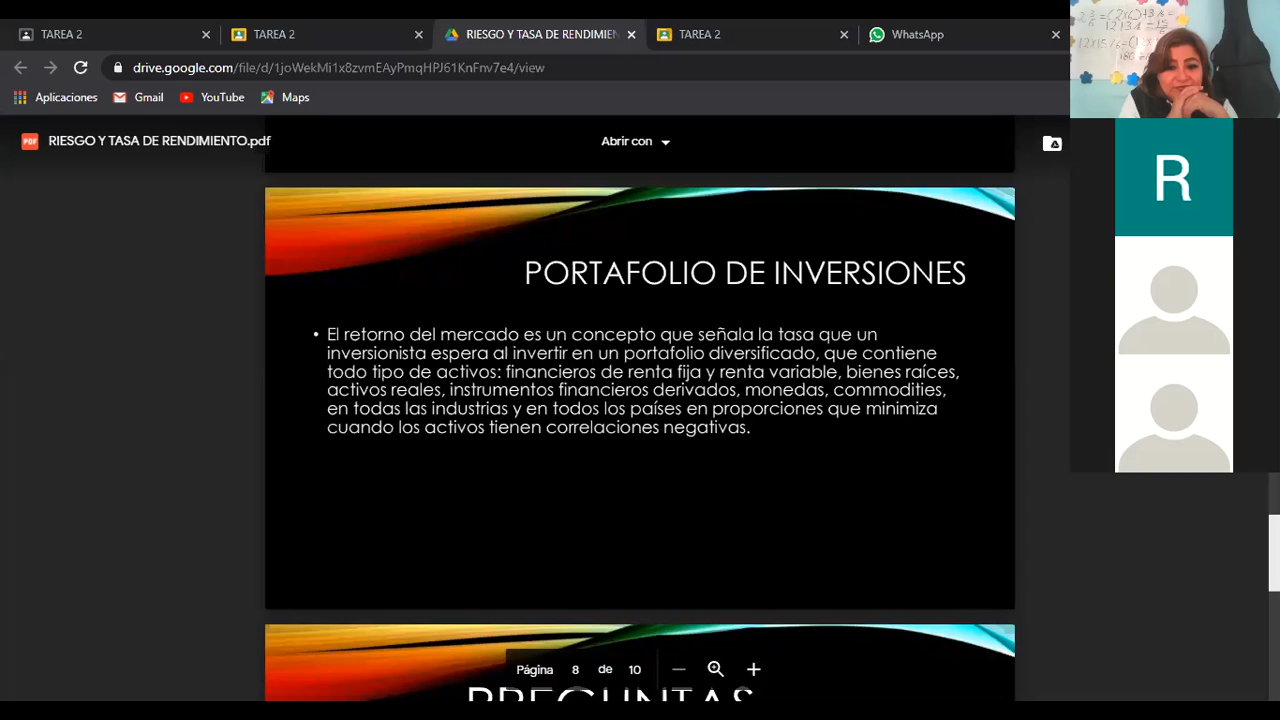 TAREA 2
TAREA 2
RIESGO Y TASA DE RENDIMIEN
TAREA 2
WhatsApp
drive.google.com/file/d/1joWekMi1x8zvmEAyPmqHPJ61KnFnv7e4/view
Aplicaciones
Gmail
YouTube
Maps
PDF
RIESGO Y TASA DE RENDIMIENTO.pdf
Abrir con
R
PORTAFOLIO DE INVERSIONES
• El retorno del mercado es un concepto que señala la tasa que un
inversionista espera al invertir en un portafolio diversificado, que contiene
todo tipo de activos: financieros de renta fija y renta variable, bienes raíces,
activos reales, instrumentos financieros derivados, monedas, commodities,
en todas las industrias y en todos los países en proporciones que minimiza
cuando los activos tienen correlaciones negativas.
Página 8 de 10
PREGUNTAS